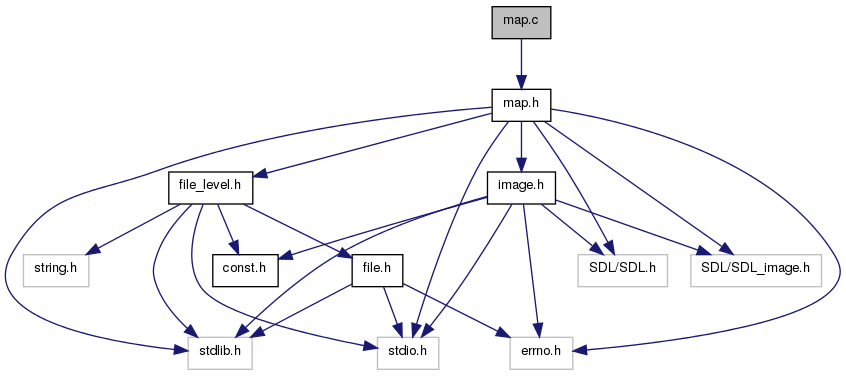 map.c
map.h
file_level.h
image.h
string.h
const.h
file.h
SDL/SDL.h
SDL/SDL_image.h
stdlib.h
stdio.h
errno.h